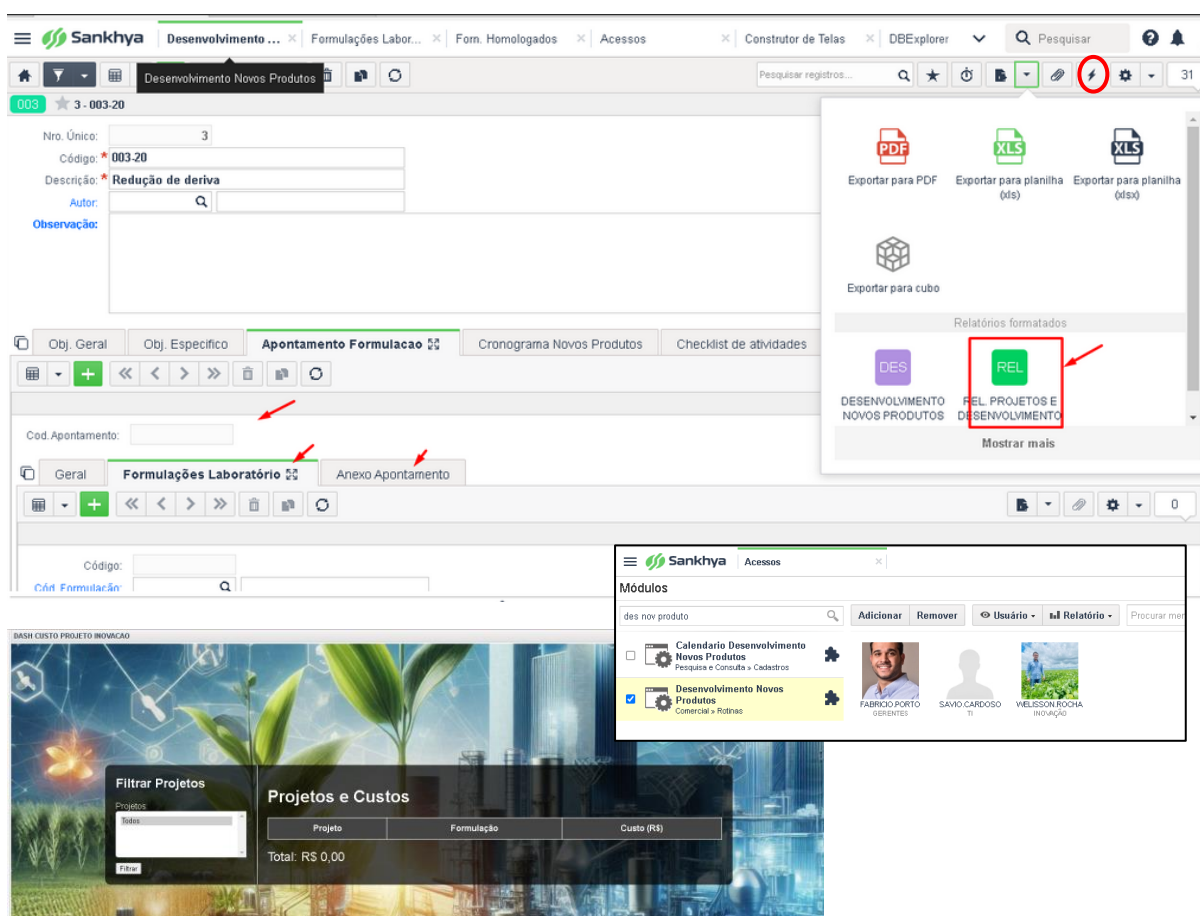 Sankhya
Desenvolvimento ... ×
Formulações Labor... ×
Forn. Homologados ×
Acessos ×
Construtor de Telas ×
DBExplorer
Pesquisar
Desenvolvimento Novos Produtos
Pesquisar registros...
31
003
3 - 003-20
Nro. Único: 3
Código: * 003-20
Descrição: * Redução de deriva
Autor:
Observação:
PDF
XLS
XLS
Exportar para PDF
Exportar para planilha
(xls)
Exportar para planilha
(xlsx)
Exportar para cubo
Relatórios formatados
DES
REL
DESENVOLVIMENTO
NOVOS PRODUTOS
REL. PROJETOS E
DESENVOLVIMENTO
Mostrar mais
Obj. Geral
Obj. Especifico
Apontamento Formulacao
Cronograma Novos Produtos
Checklist de atividades
Cod.Apontamento:
Geral
Formulações Laboratório
Anexo Apontamento
0
Código:
Cód. Formulação:
Sankhya
Acessos ×
Módulos
des nov produto
Adicionar
Remover
Usuário
Relatório
Procurar mer
Calendario Desenvolvimento
Novos Produtos
Pesquisa e Consulta » Cadastros
Desenvolvimento Novos
Produtos
Comercial » Rotinas
FABRICIO.PORTO
GERENTES
SAVIO.CARDOSO
TI
WELISSON.ROCHA
INOVAÇÃO
DASH CUSTO PROJETO INOVACAO
Filtrar Projetos
Projetos
Todos
Filtrar
Projetos e Custos
Projeto
Formulação
Custo (R$)
Total: R$ 0,00